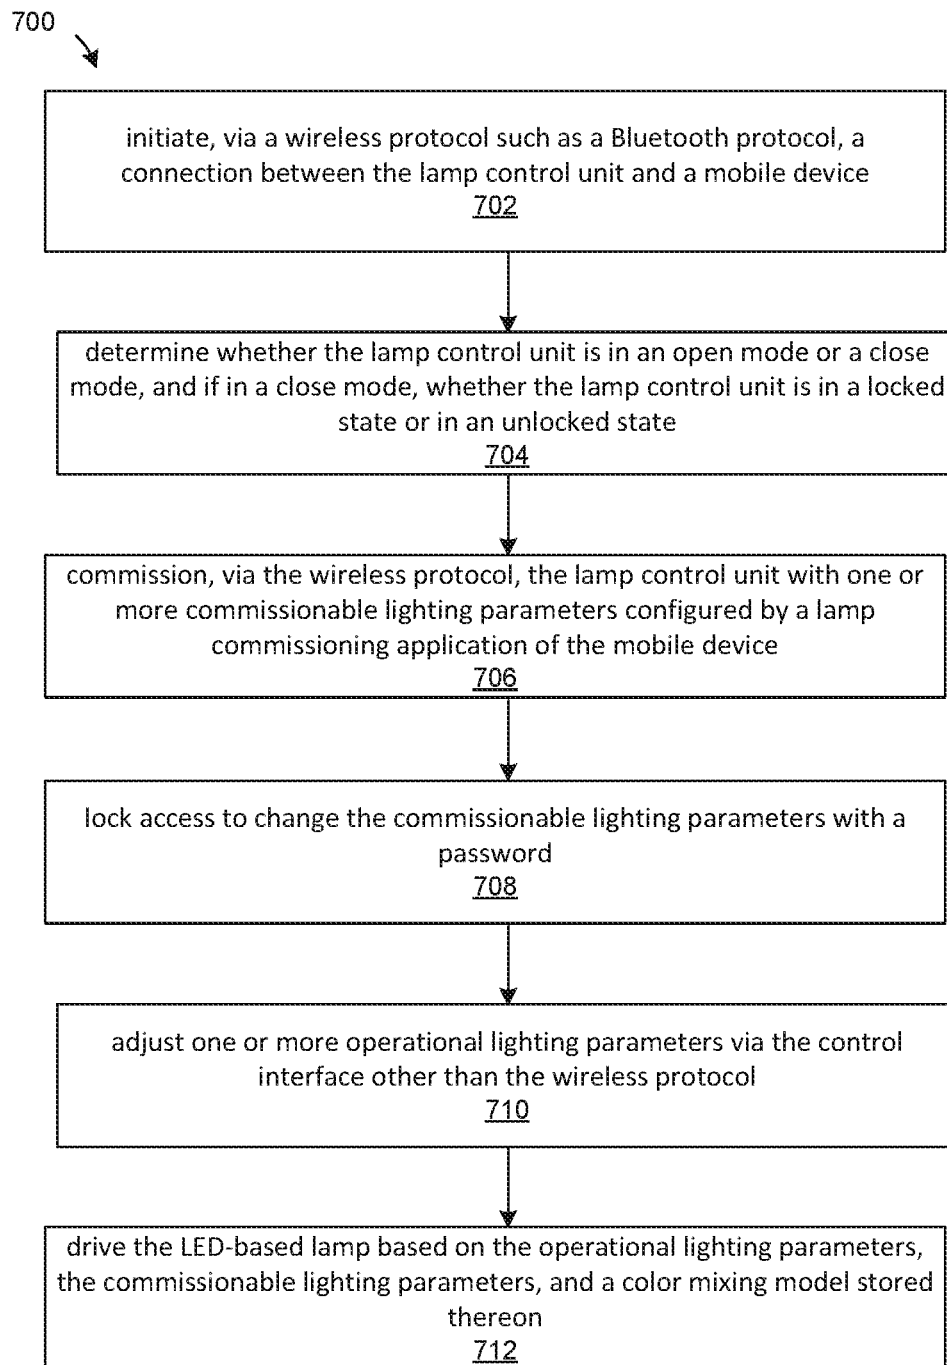 700
initiate, via a wireless protocol such as a Bluetooth protocol, a
connection between the lamp control unit and a mobile device
702
determine whether the lamp control unit is in an open mode or a close
mode, and if in a close mode, whether the lamp control unit is in a locked
state or in an unlocked state
704
commission, via the wireless protocol, the lamp control unit with one or
more commissionable lighting parameters configured by a lamp
commissioning application of the mobile device
706
lock access to change the commissionable lighting parameters with a
password
708
adjust one or more operational lighting parameters via the control
interface other than the wireless protocol
710
drive the LED-based lamp based on the operational lighting parameters,
the commissionable lighting parameters, and a color mixing model stored
thereon
712